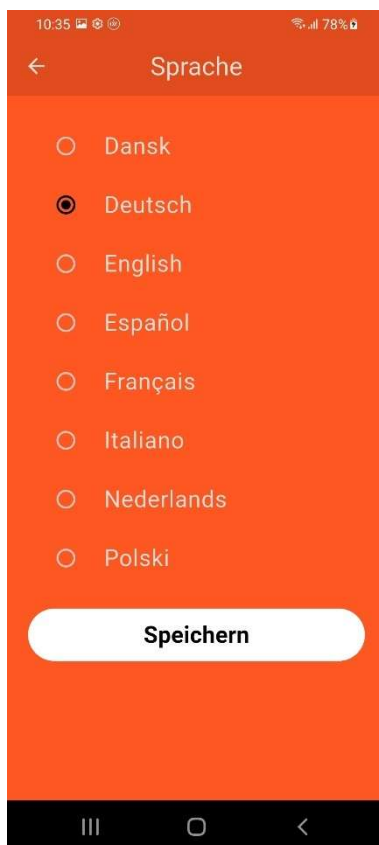 10:35 78%
Sprache
Dansk
Deutsch
English
Español
Français
Italiano
Nederlands
Polski
Speichern